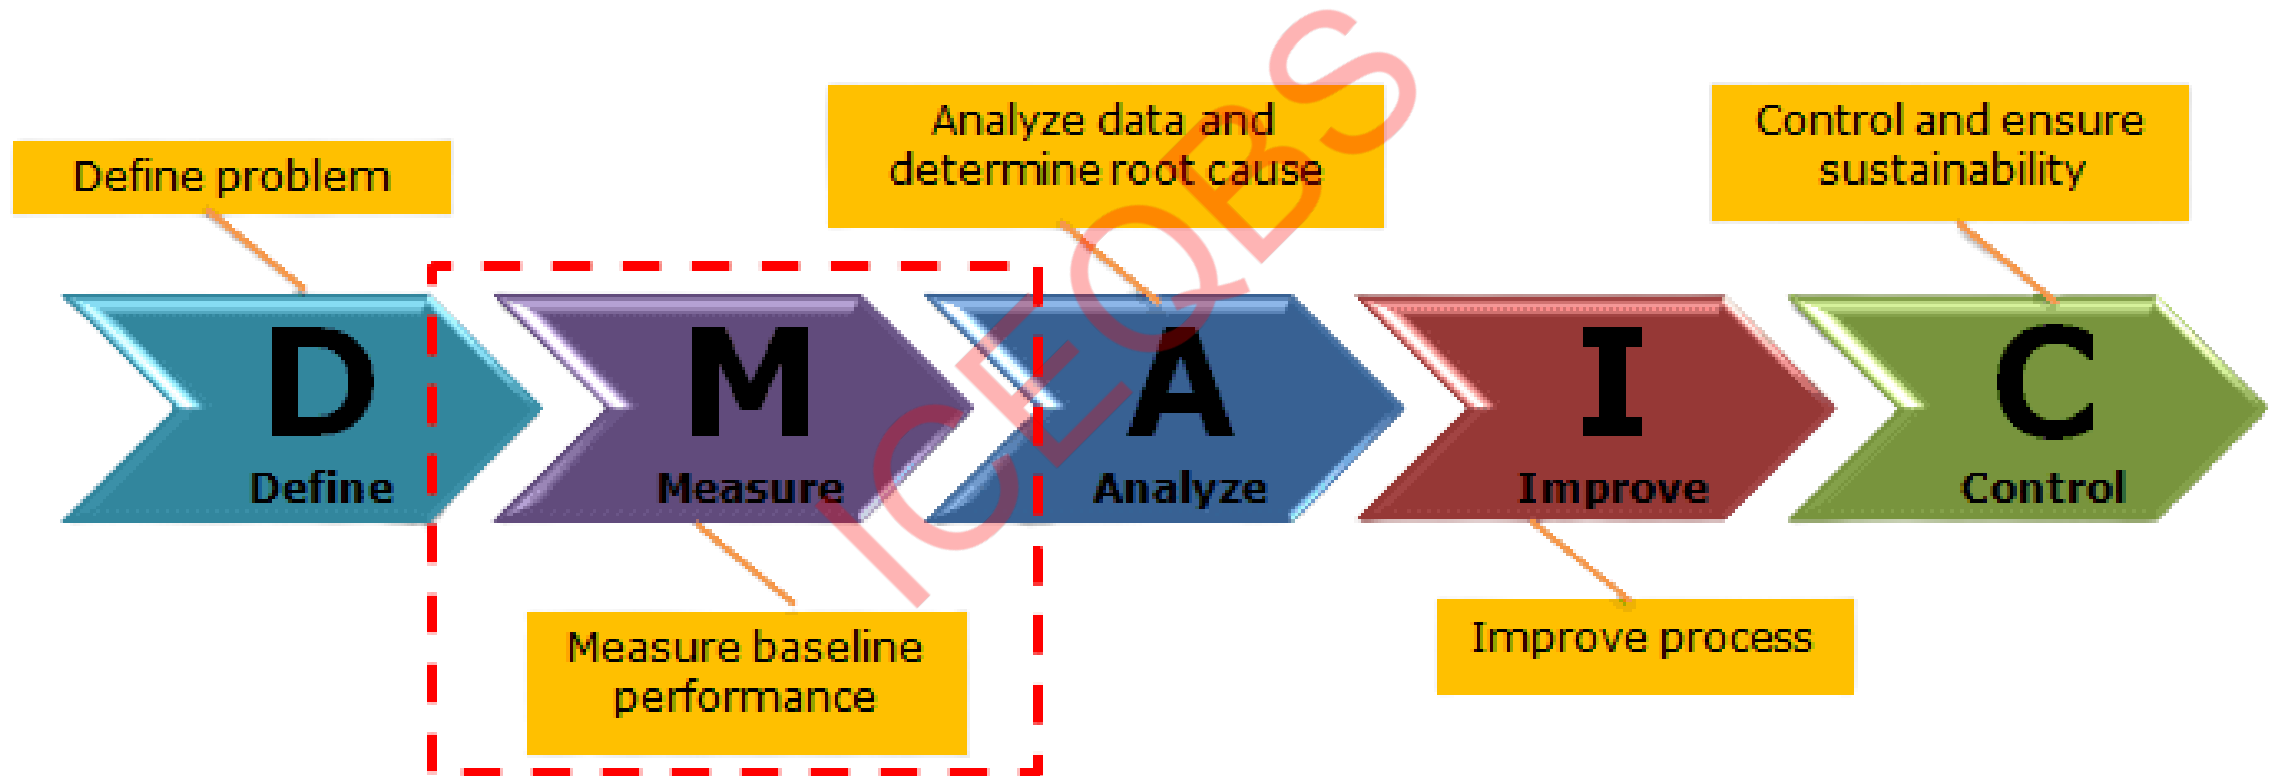 Define problem
Analyze data and
determine root cause
Control and ensure
sustainability
D
Define
M
Measure
A
Analyze
I
Improve
C
Control
Measure baseline
performance
Improve process
ICEQBS